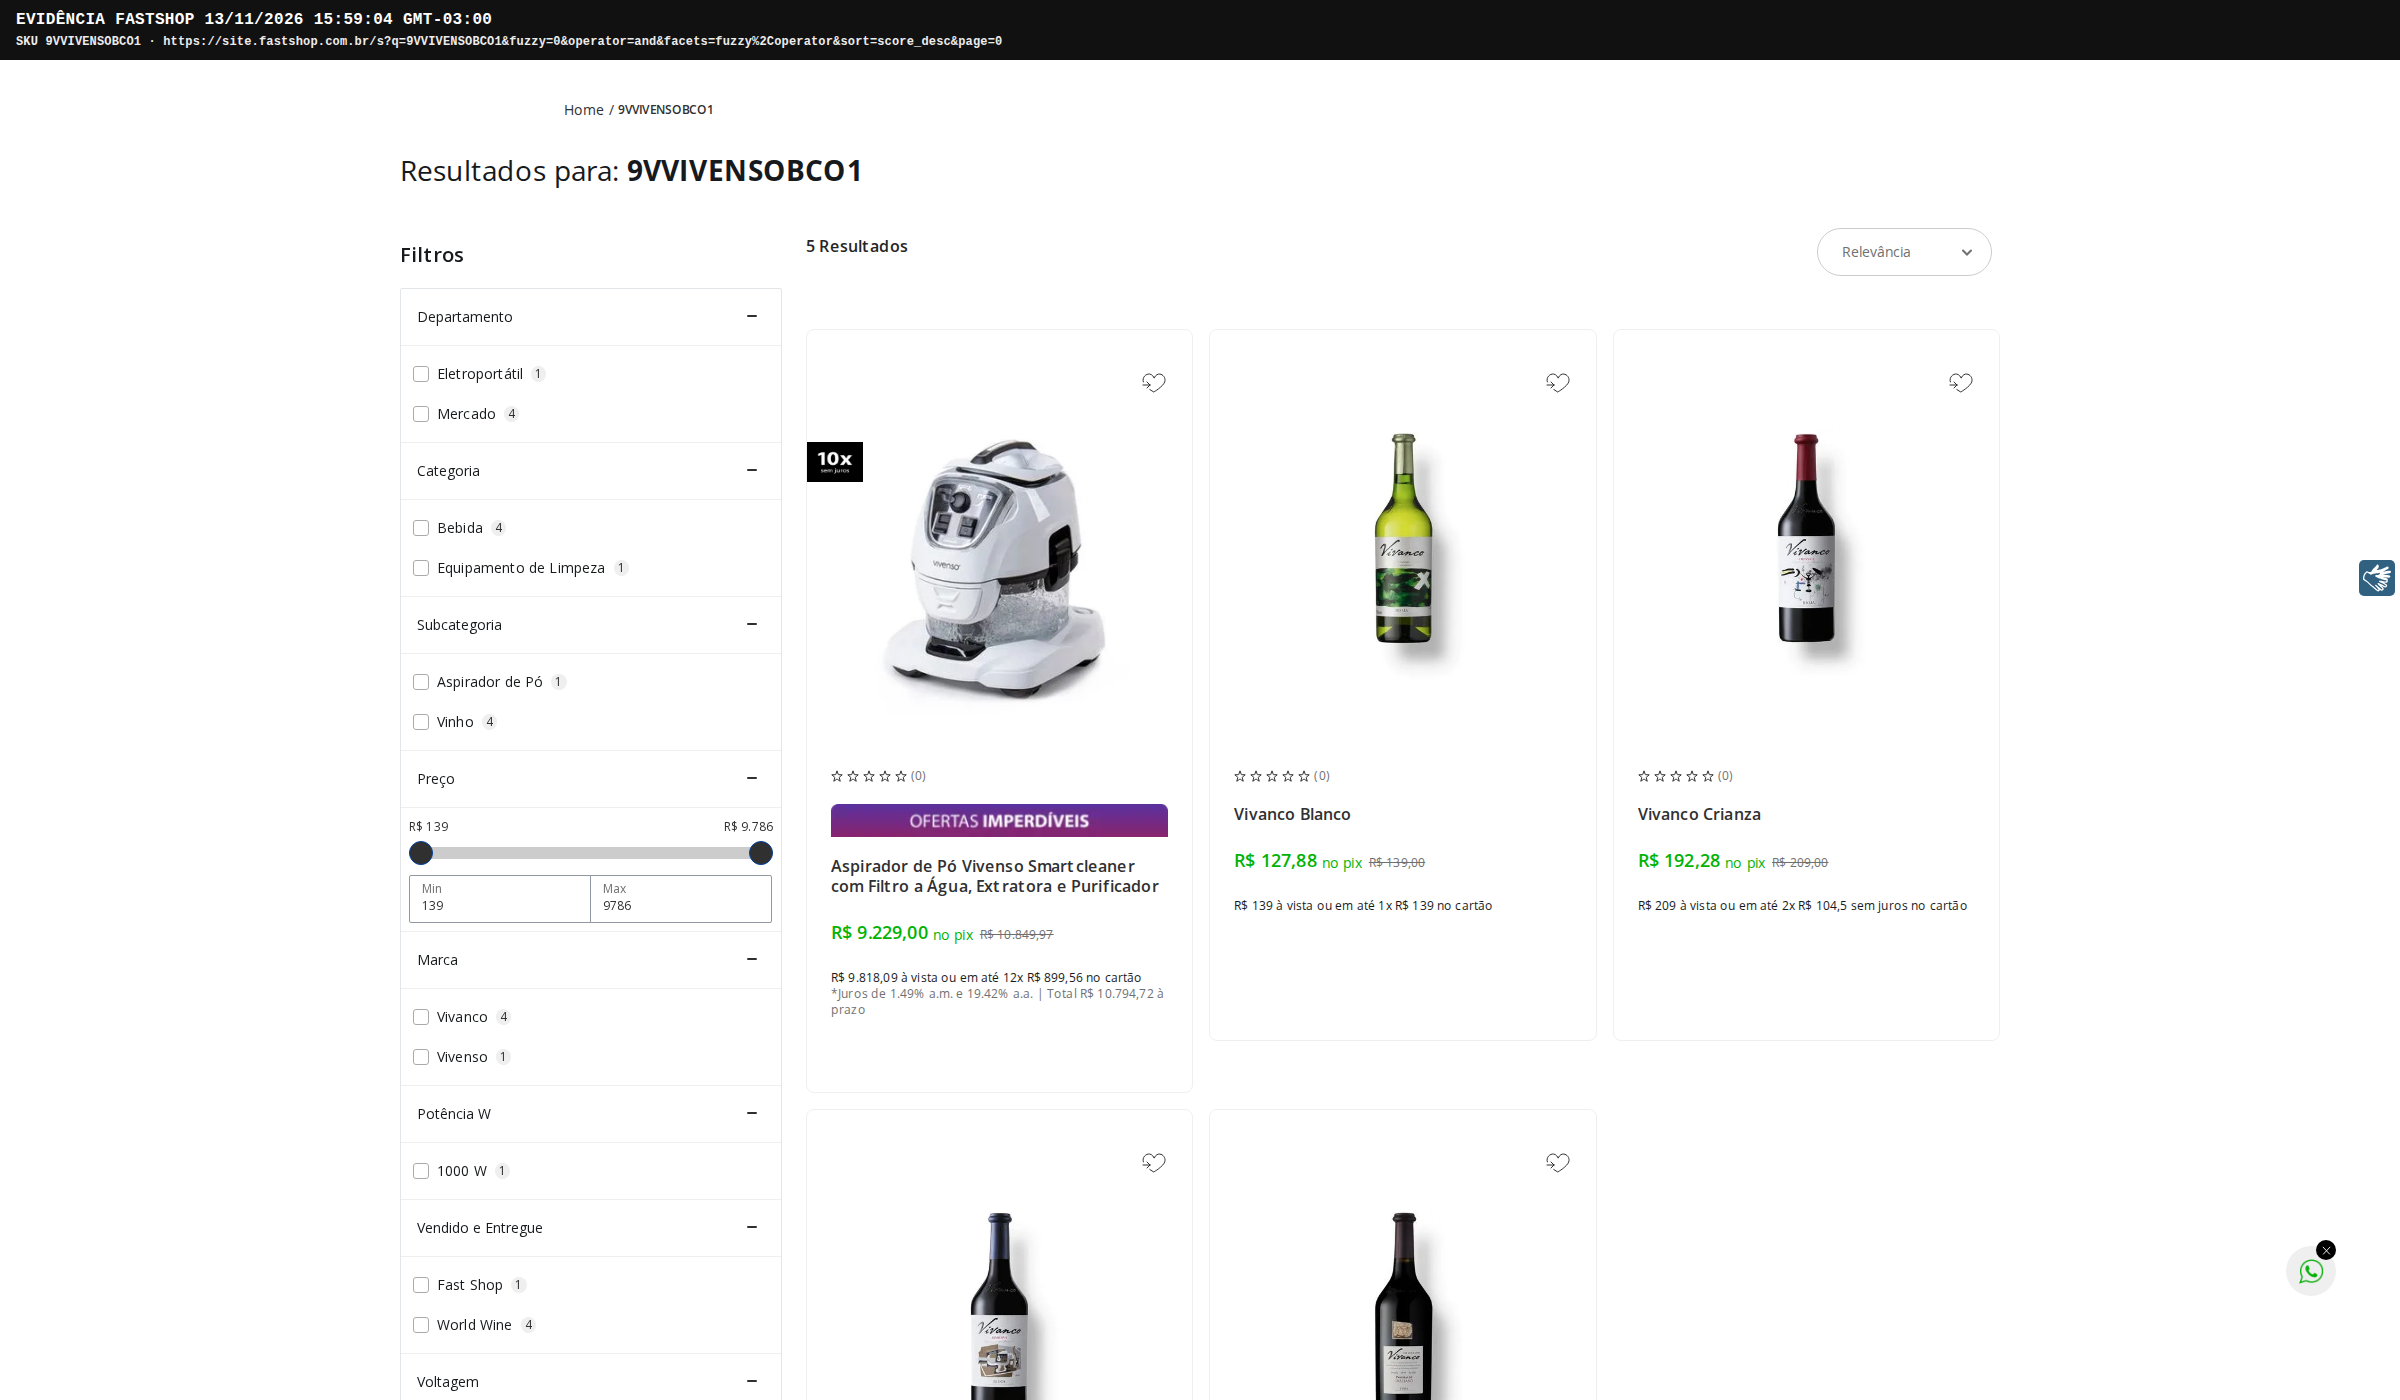 EVIDÊNCIA FASTSHOP 13/11/2026 15:59:04 GMT-03:00
SKU 9VVIVENSOBCO1 · https://site.fastshop.com.br/s?q=9VVIVENSOBCO1&fuzzy=0&operator=and&facets=fuzzy%2Coperator&sort=score_desc&page=0
Home / 9VVIVENSOBCO1
Resultados para: 9VVIVENSOBCO1
Filtros
5 Resultados
Relevância
Departamento
Eletroportátil 1
Mercado 4
Categoria
Bebida 4
Equipamento de Limpeza 1
Subcategoria
Aspirador de Pó 1
Vinho 4
Preço
R$ 139 R$ 9.786
Min
139
Max
9786
Marca
Vivanco 4
Vivenso 1
Potência W
1000 W 1
Vendido e Entregue
Fast Shop 1
World Wine 4
Voltagem
10x
sem juros
vivenso
(0)
OFERTAS IMPERDÍVEIS
Aspirador de Pó Vivenso Smartcleaner
com Filtro a Água, Extratora e Purificador
R$ 9.229,00 no pix R$ 10.849,97
R$ 9.818,09 à vista ou em até 12x R$ 899,56 no cartão
*Juros de 1.49% a.m. e 19.42% a.a. | Total R$ 10.794,72 à
prazo
Vivanco
(0)
Vivanco Blanco
R$ 127,88 no pix R$ 139,00
R$ 139 à vista ou em até 1x R$ 139 no cartão
Vivanco
(0)
Vivanco Crianza
R$ 192,28 no pix R$ 209,00
R$ 209 à vista ou em até 2x R$ 104,5 sem juros no cartão
Vivanco
Vivanco